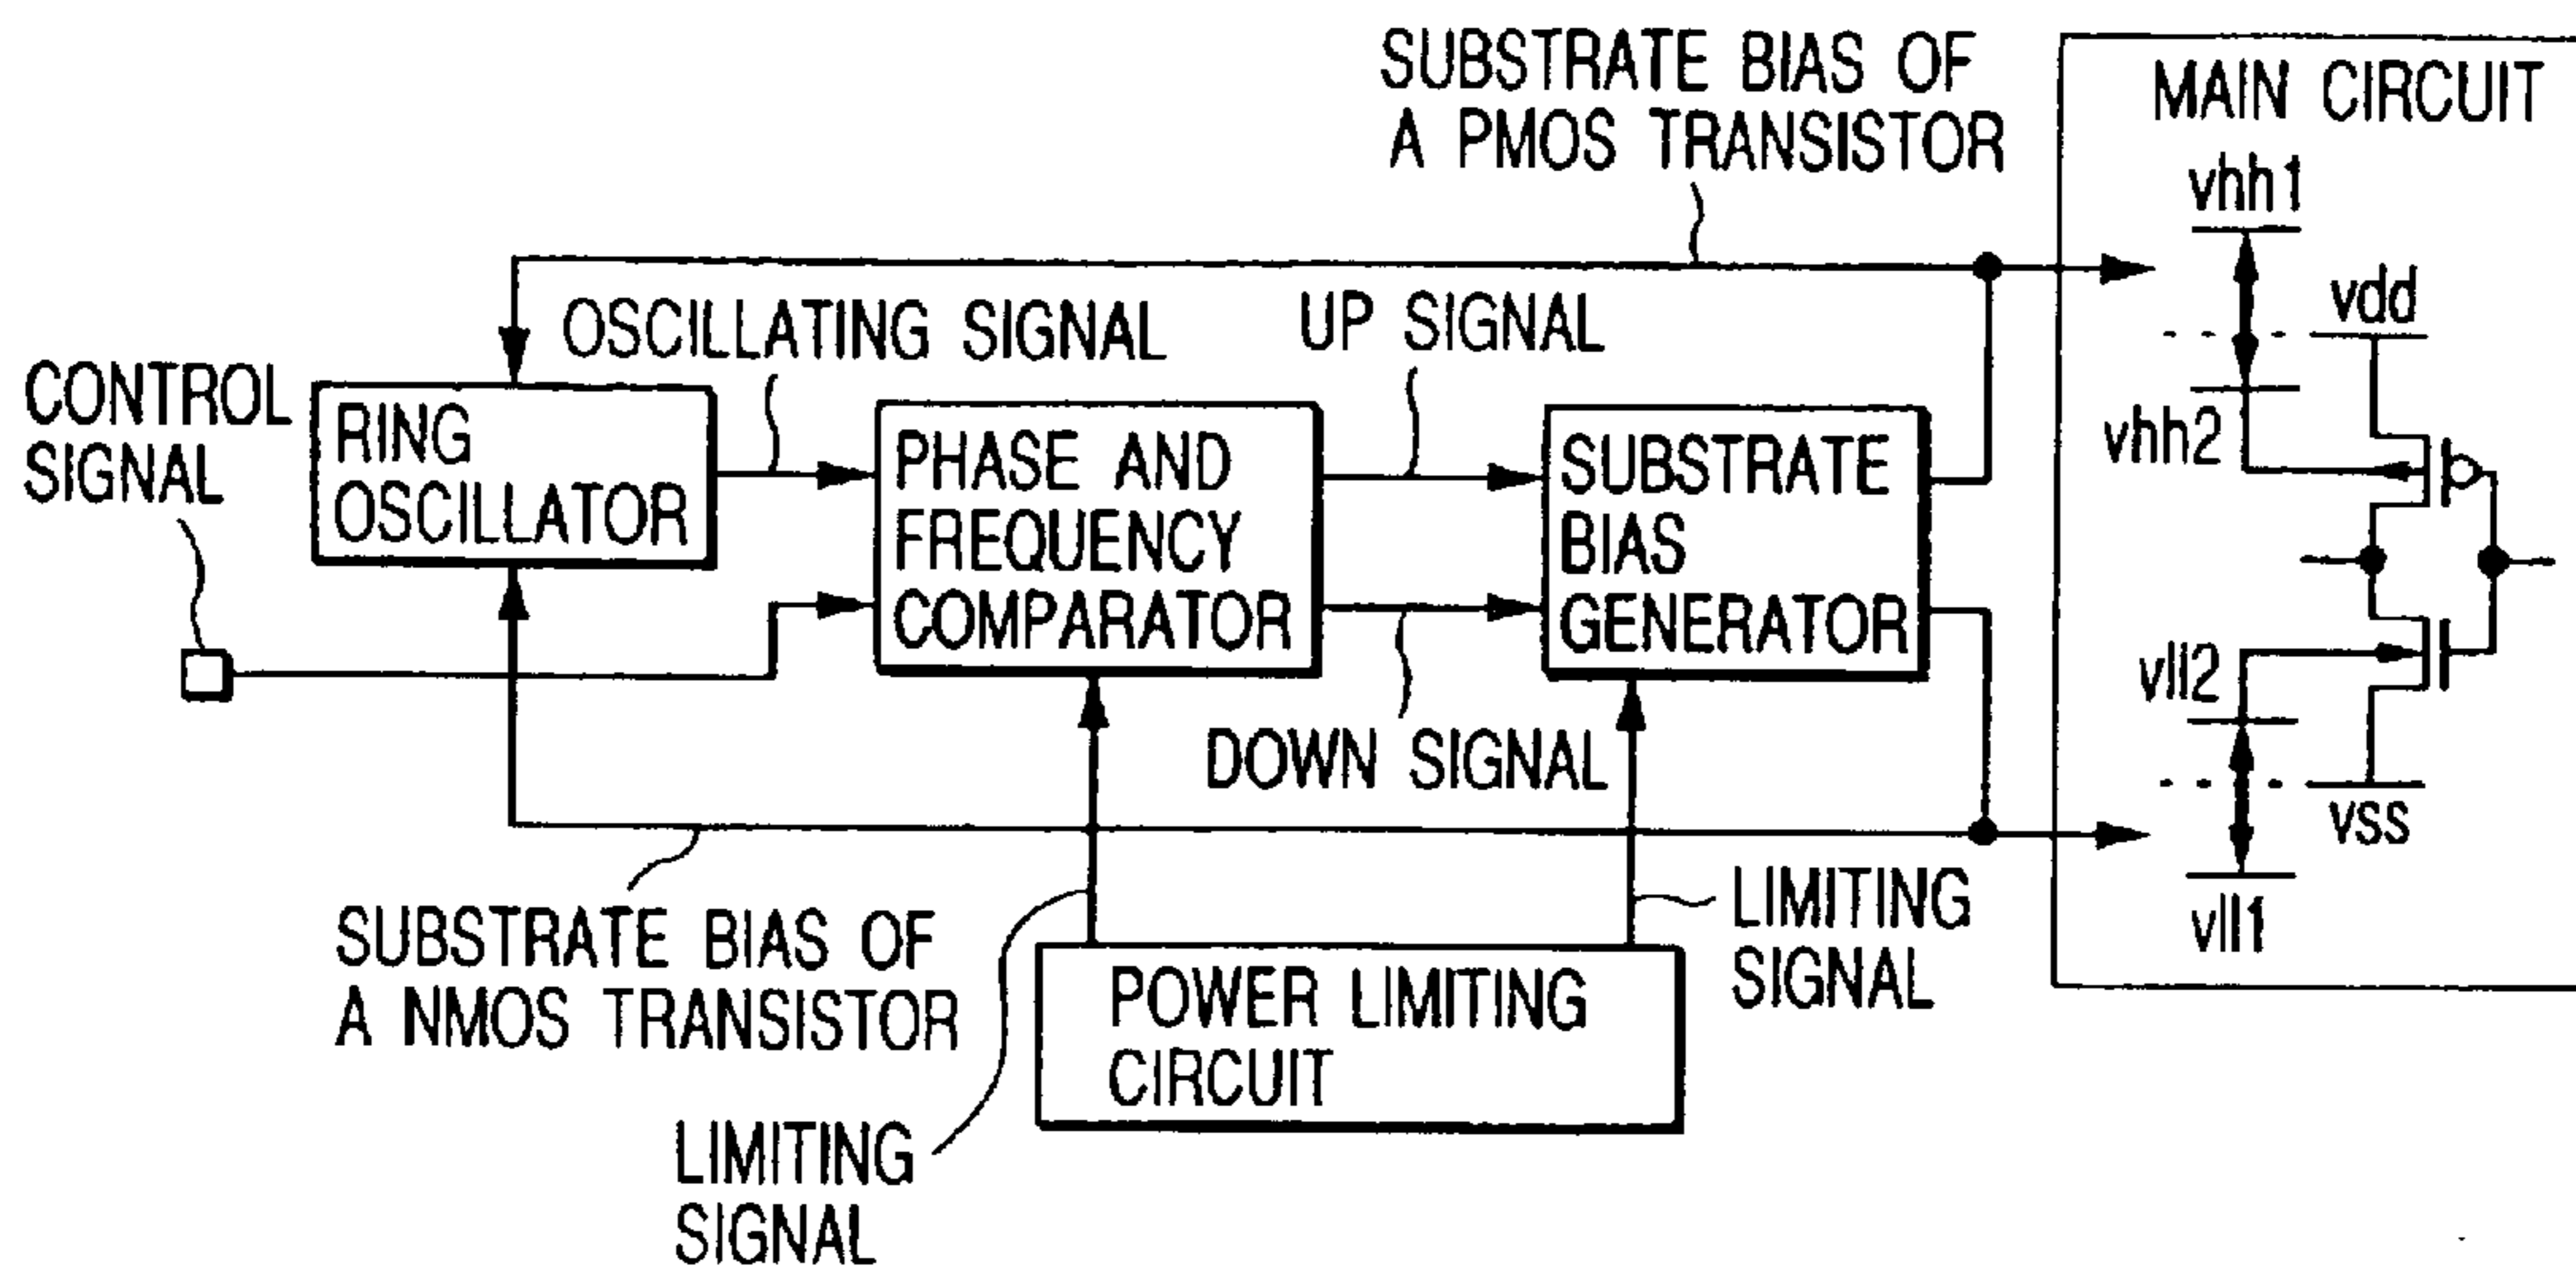 SUBSTRATE BIAS OF
A PMOS TRANSISTOR
MAIN CIRCUIT
vhh1
vdd
vhh2
OSCILLATING SIGNAL
UP SIGNAL
CONTROL
SIGNAL
RING
OSCILLATOR
PHASE AND
FREQUENCY
COMPARATOR
SUBSTRATE
BIAS
GENERATOR
vll2
DOWN SIGNAL
vss
vll1
SUBSTRATE BIAS OF
A NMOS TRANSISTOR
LIMITING
SIGNAL
POWER LIMITING
CIRCUIT
LIMITING
SIGNAL